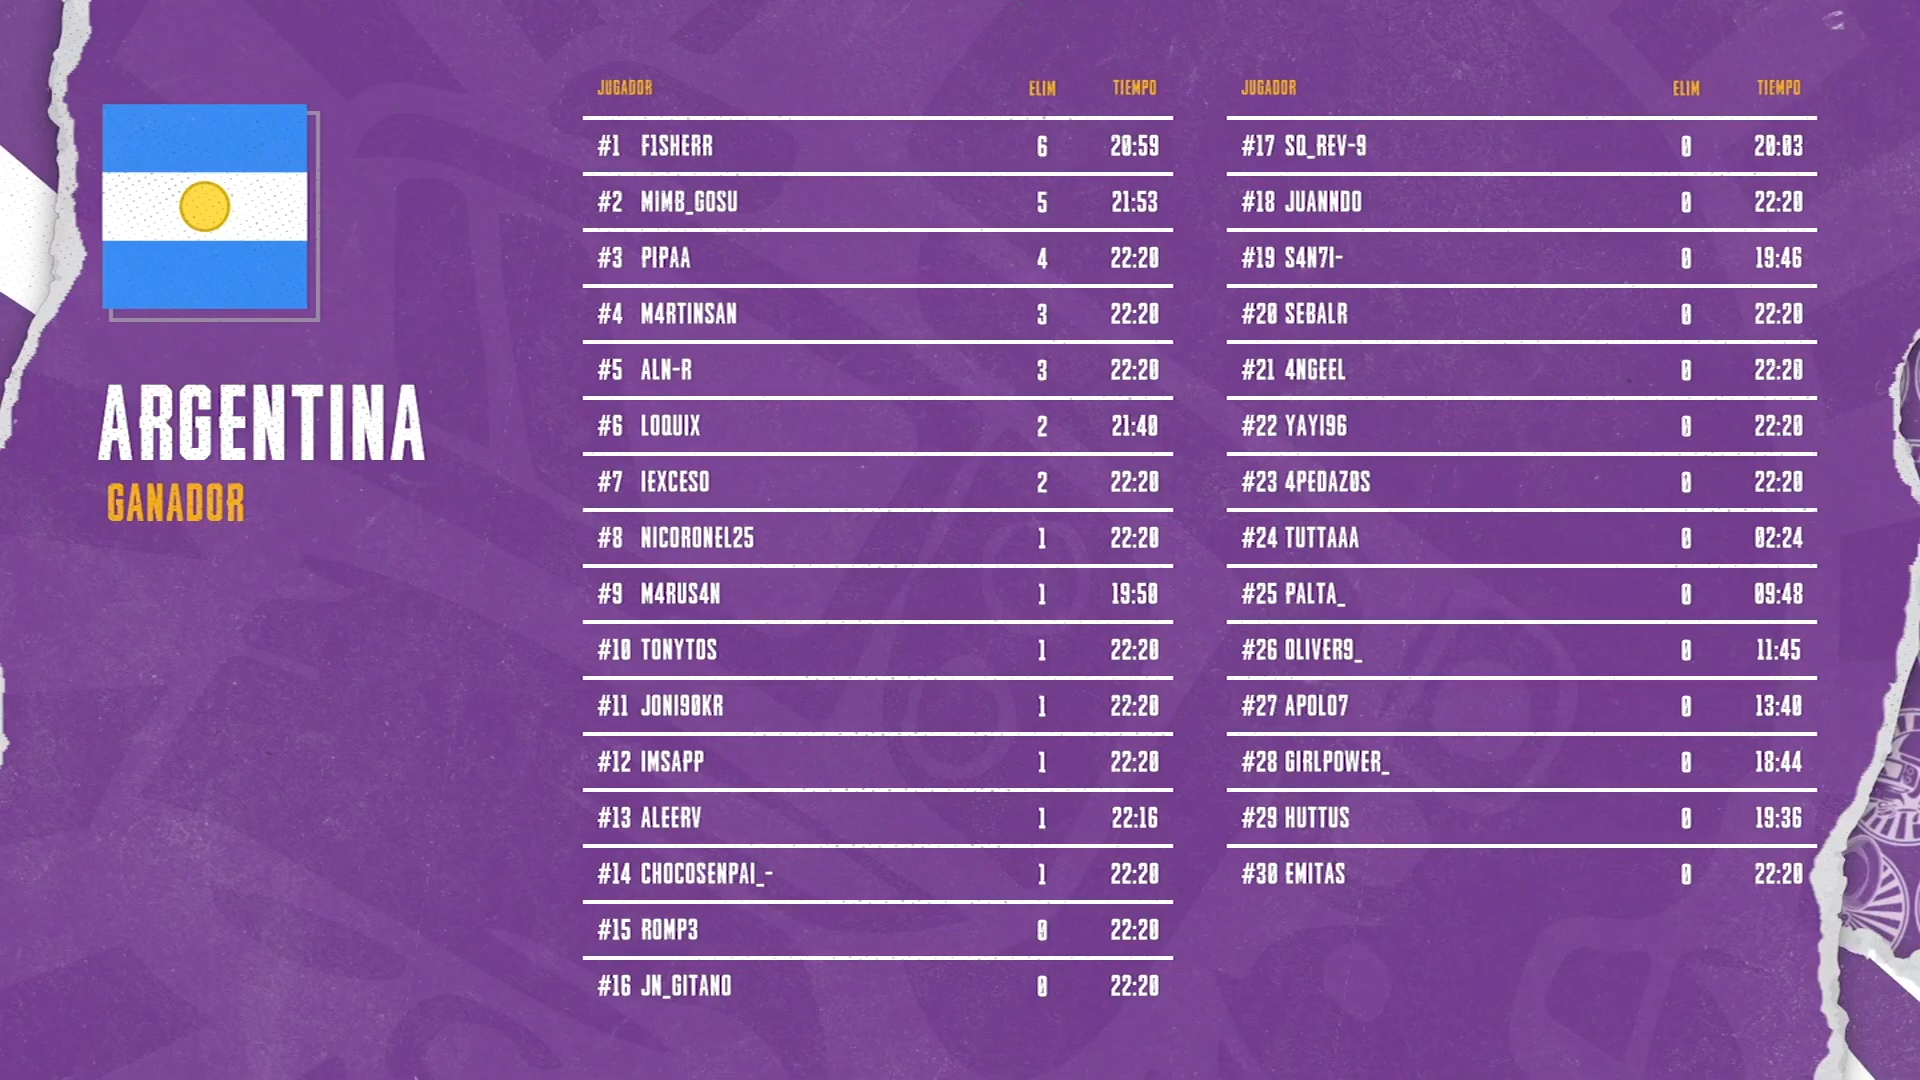 ARGENTINA
GANADOR
JUGADOR ELIM TIEMPO
#1 F1SHERR 6 20:59
#2 MIMB_GOSU 5 21:53
#3 PIPAA 4 22:20
#4 M4RTINSAN 3 22:20
#5 ALN-R 3 22:20
#6 LOQUIX 2 21:40
#7 IEXCESO 2 22:20
#8 NICORONEL25 1 22:20
#9 M4RUS4N 1 19:50
#10 TONYTOS 1 22:20
#11 JONI90KR 1 22:20
#12 IMSAPP 1 22:20
#13 ALEERV 1 22:16
#14 CHOCOSENPAI_- 1 22:20
#15 ROMP3 0 22:20
#16 JN_GITANO 0 22:20
JUGADOR ELIM TIEMPO
#17 SQ_REV-9 0 20:03
#18 JUANNDO 0 22:20
#19 S4N7I- 0 19:46
#20 SEBALR 0 22:20
#21 4NGEEL 0 22:20
#22 YAYI96 0 22:20
#23 4PEDAZ0S 0 22:20
#24 TUTTAAA 0 02:24
#25 PALTA_ 0 09:48
#26 OLIVER9_ 0 11:45
#27 APOLO7 0 13:40
#28 GIRLPOWER_ 0 18:44
#29 HUTTUS 0 19:36
#30 EMITAS 0 22:20